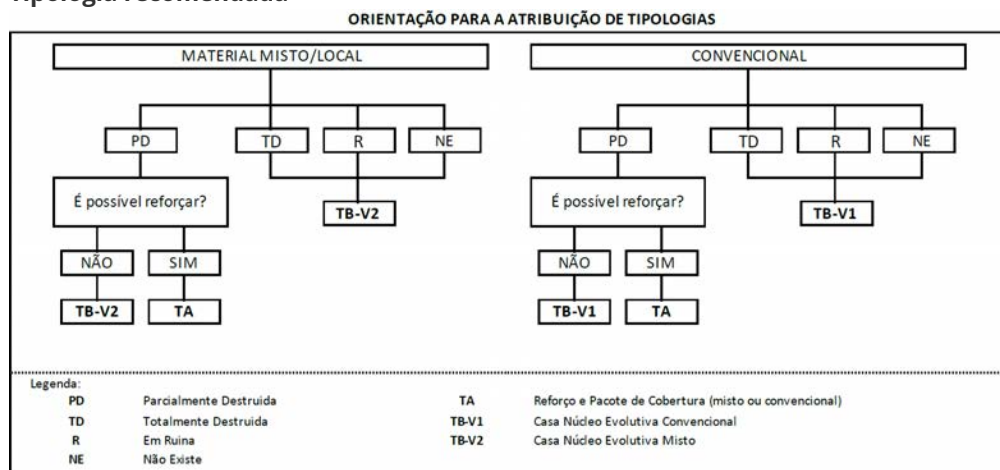 Tipologia recomendada
ORIENTAÇÃO PARA A ATRIBUIÇÃO DE TIPOLOGIAS
MATERIAL MISTO/LOCAL
PD TD R NE
É possível reforçar?
TB-V2
NÃO SIM
TB-V2 TA
CONVENCIONAL
PD TD R NE
É possível reforçar?
TB-V1
NÃO SIM
TB-V1 TA
Legenda:
PD Parcialmente Destruida
TD Totalmente Destruida
R Em Ruina
NE Não Existe
TA Reforço e Pacote de Cobertura (misto ou convencional)
TB-V1 Casa Núcleo Evolutiva Convencional
TB-V2 Casa Núcleo Evolutiva Misto